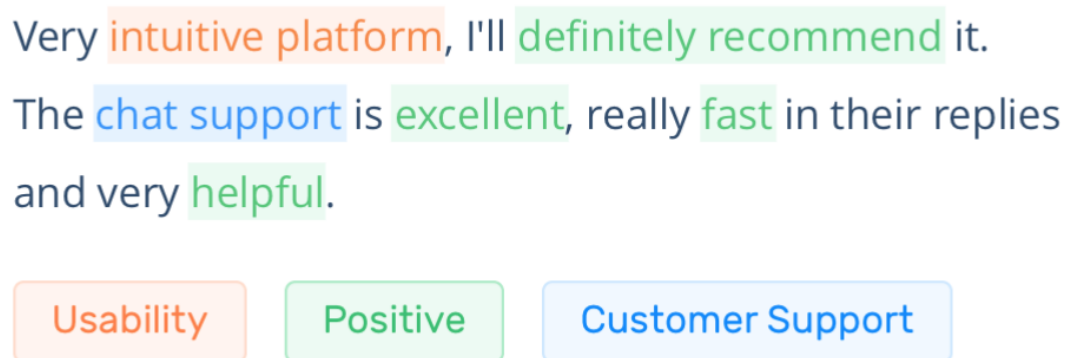 Very intuitive platform, I'll definitely recommend it.
The chat support is excellent, really fast in their replies
and very helpful.
Usability Positive Customer Support